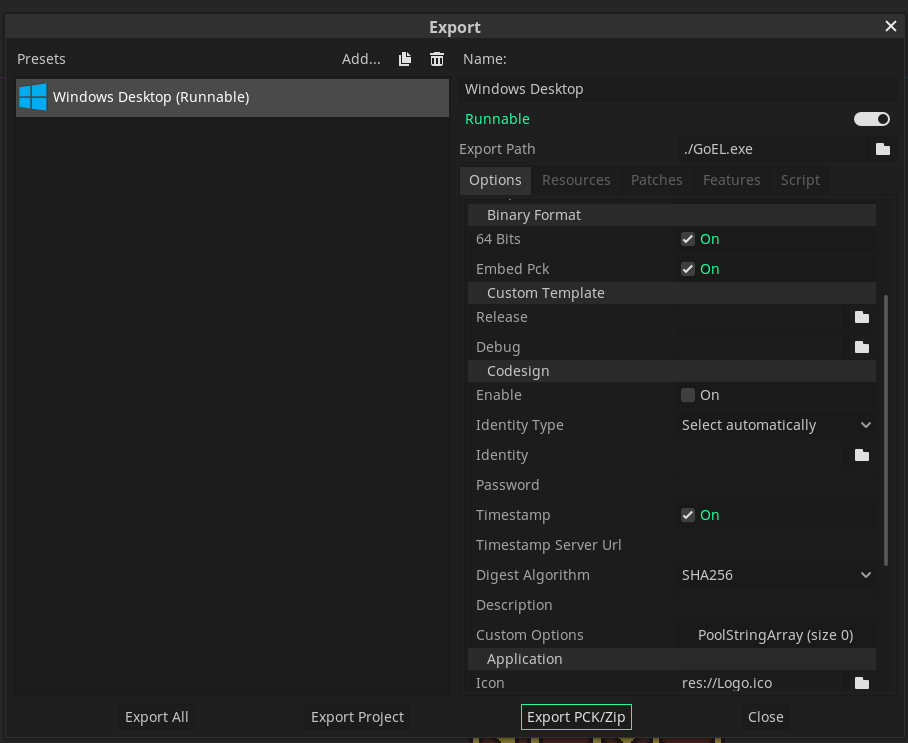 Export
Presets Add...
Windows Desktop (Runnable)
Name:
Windows Desktop
Runnable
Export Path ./GoEL.exe
Options Resources Patches Features Script
Binary Format
64 Bits On
Embed Pck On
Custom Template
Release
Debug
Codesign
Enable On
Identity Type Select automatically
Identity
Password
Timestamp On
Timestamp Server Url
Digest Algorithm SHA256
Description
Custom Options PoolStringArray (size 0)
Application
Icon res://Logo.ico
Export All Export Project Export PCK/Zip Close